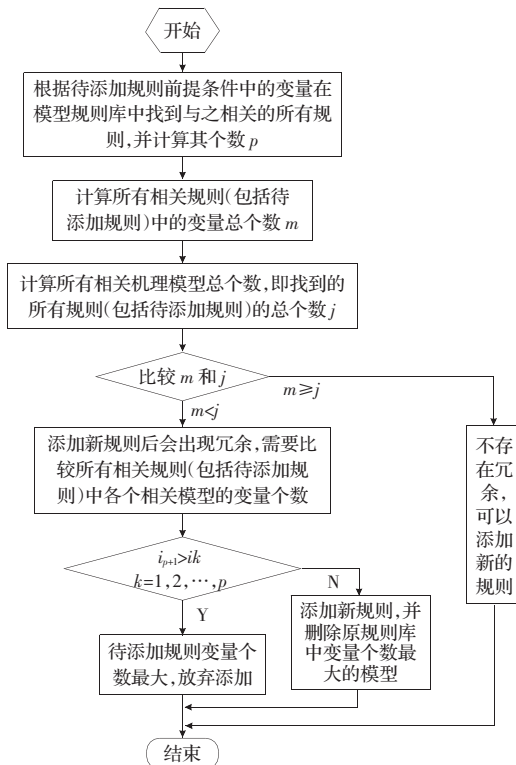 开始
根据待添加规则前提条件中的变量在
模型规则库中找到与之相关的所有规
则,并计算其个数 p
计算所有相关规则(包括待
添加规则)中的变量总个数 m
计算所有相关机理模型总个数,即找到的
所有规则(包括待添加规则)的总个数 j
比较 m 和 j
m≥j
m<j
添加新规则后会出现冗余,需要比
较所有相关规则(包括待添加规
则)中各个相关模型的变量个数
不存
在冗
余,
可以
添加
新的
规则
i_{p+1}>ik
k=1,2,…,p
N
Y
待添加规则变量个
数最大,放弃添加
添加新规则,并
删除原规则库
中变量个数最
大的模型
结束